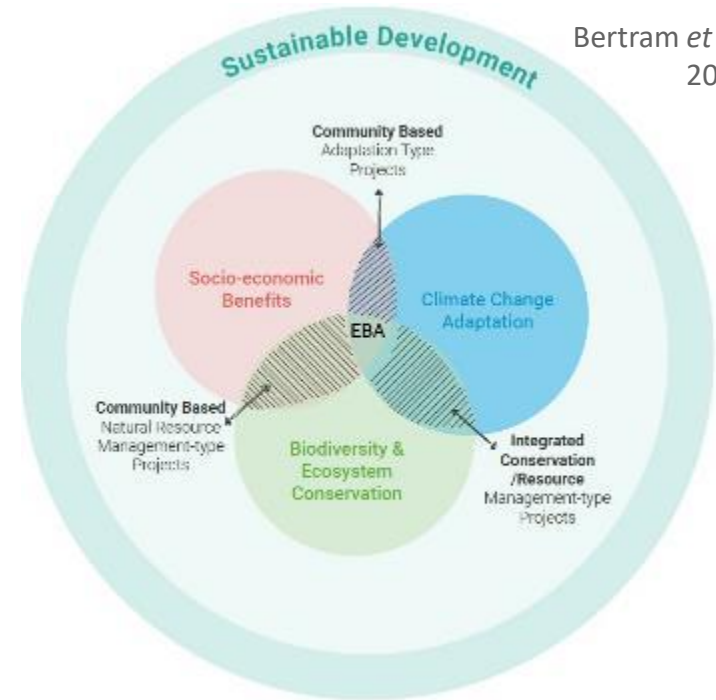 Bertram et
20
Sustainable Development
Community Based
Adaptation Type
Projects
Socio-economic
Benefits
Climate Change
Adaptation
EBA
Community Based
Natural Resource
Management-type
Projects
Biodiversity &
Ecosystem
Conservation
Integrated
Conservation
/Resource
Management-type
Projects